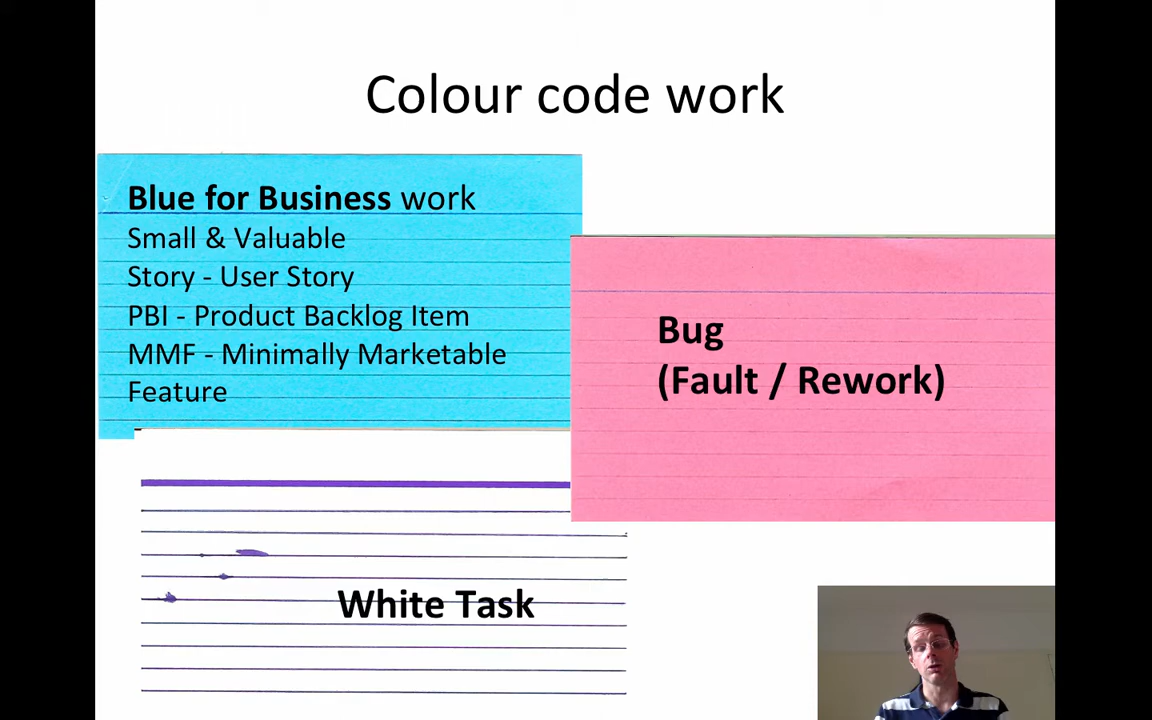 Colour code work
Blue for Business work
Small & Valuable
Story - User Story
PBI - Product Backlog Item
MMF - Minimally Marketable
Feature
Bug
(Fault / Rework)
White Task